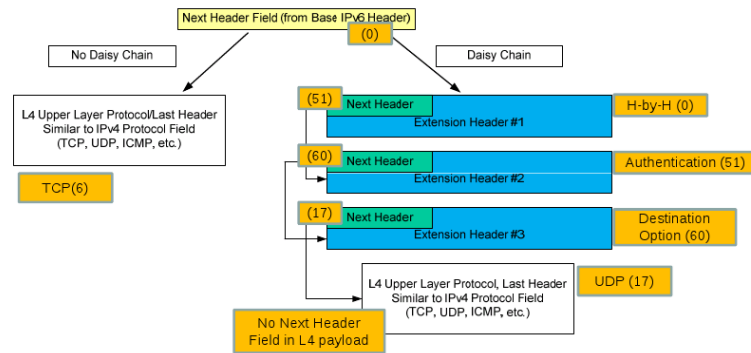 Next Header Field (from Base IPv6 Header)
(0)
No Daisy Chain
Daisy Chain
L4 Upper Layer Protocol/Last Header
Similar to IPv4 Protocol Field
(TCP, UDP, ICMP, etc.)
TCP(6)
(51)
Next Header
Extension Header #1
H-by-H (0)
(60)
Next Header
Extension Header #2
Authentication (51)
(17)
Next Header
Extension Header #3
Destination
Option (60)
L4 Upper Layer Protocol, Last Header
Similar to IPv4 Protocol Field
(TCP, UDP, ICMP, etc.)
UDP (17)
No Next Header
Field in L4 payload